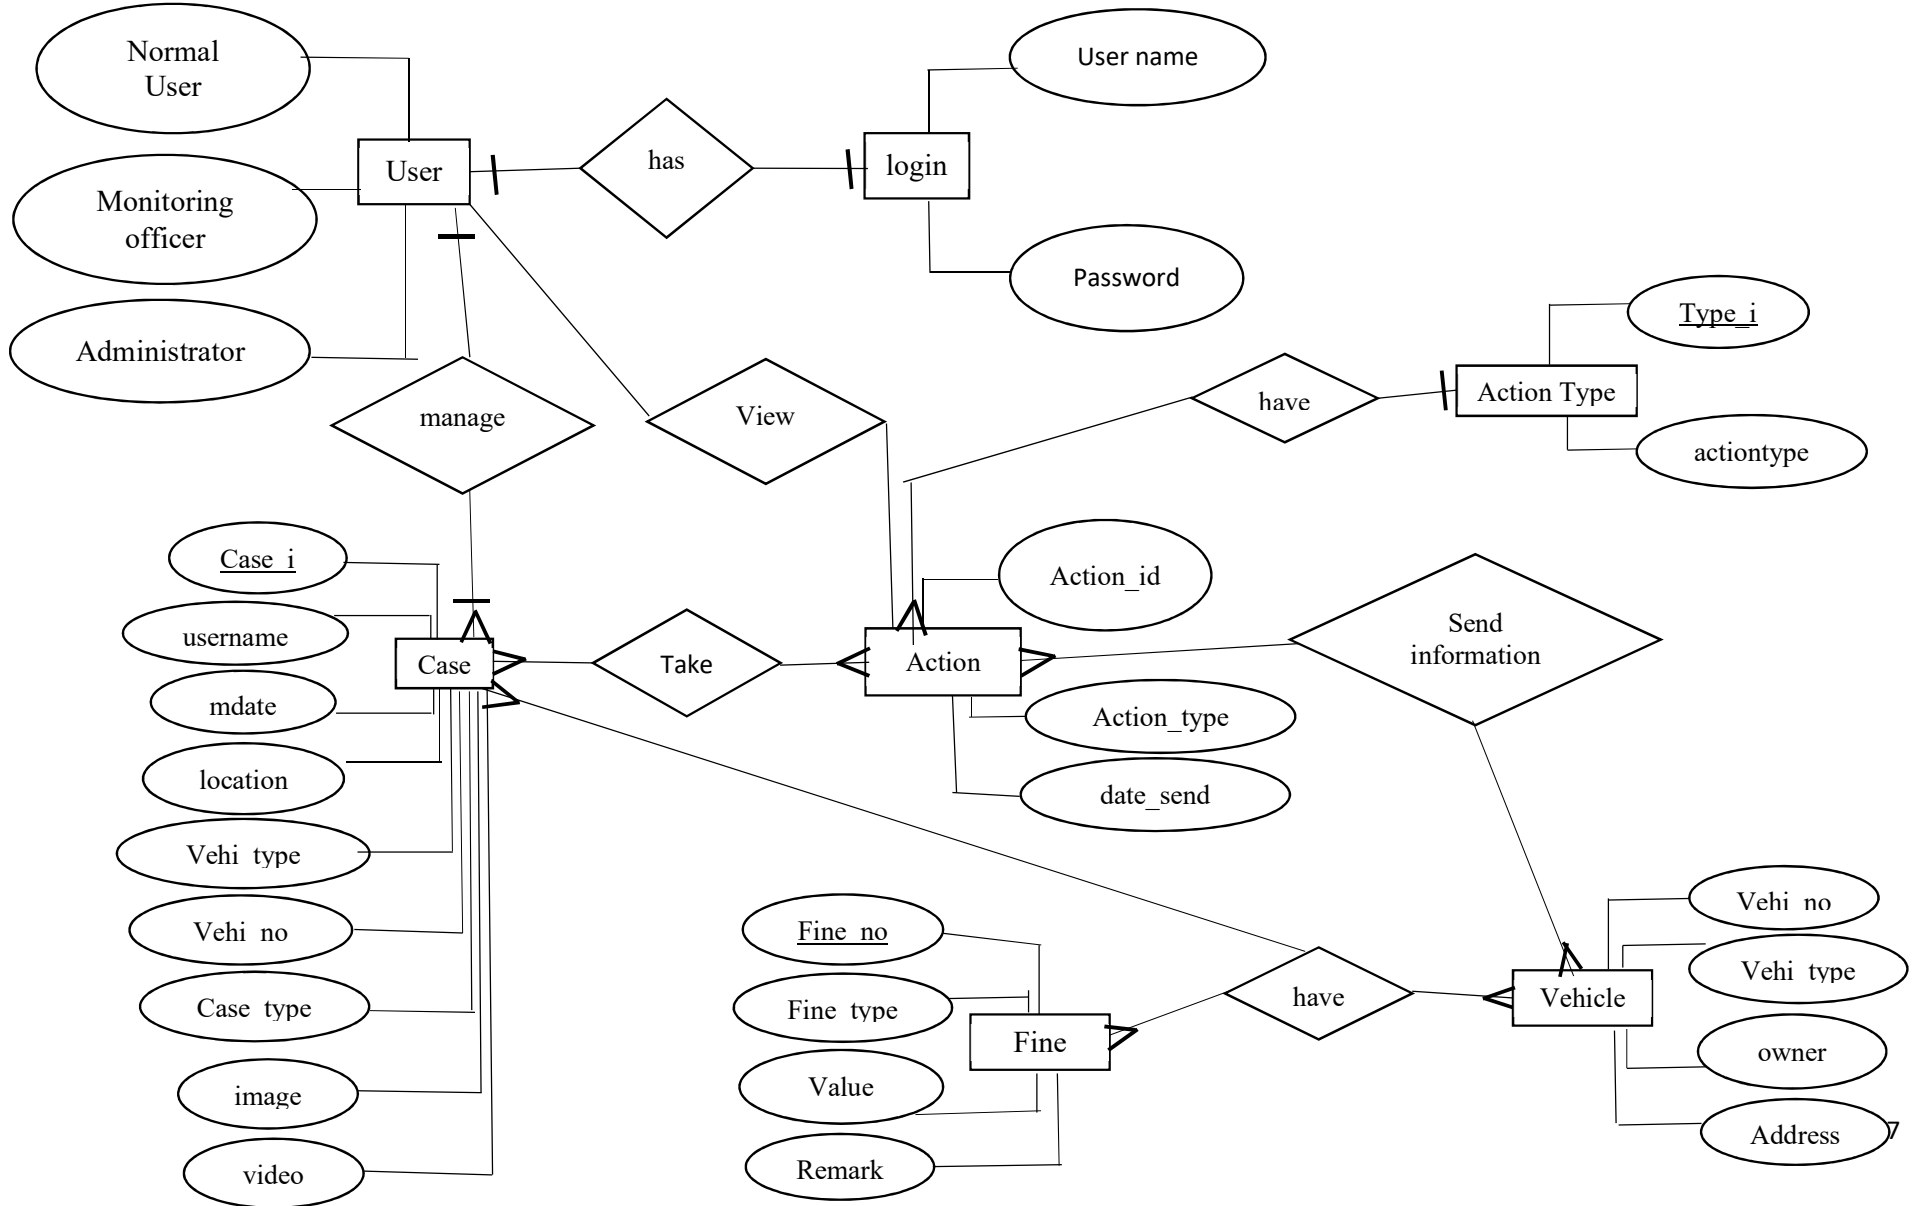 Normal
User
User name
has
User
login
Monitoring
officer
Password
Type_i
Administrator
Action Type
have
manage
View
actiontype
Case_i
Action_id
username
Send
information
Case
Take
Action
mdate
Action_type
location
date_send
Vehi_type
Vehi_no
Fine_no
Vehi_no
Vehi_type
Case_type
Fine_type
have
Vehicle
Fine
owner
Value
image
Address
7
Remark
video